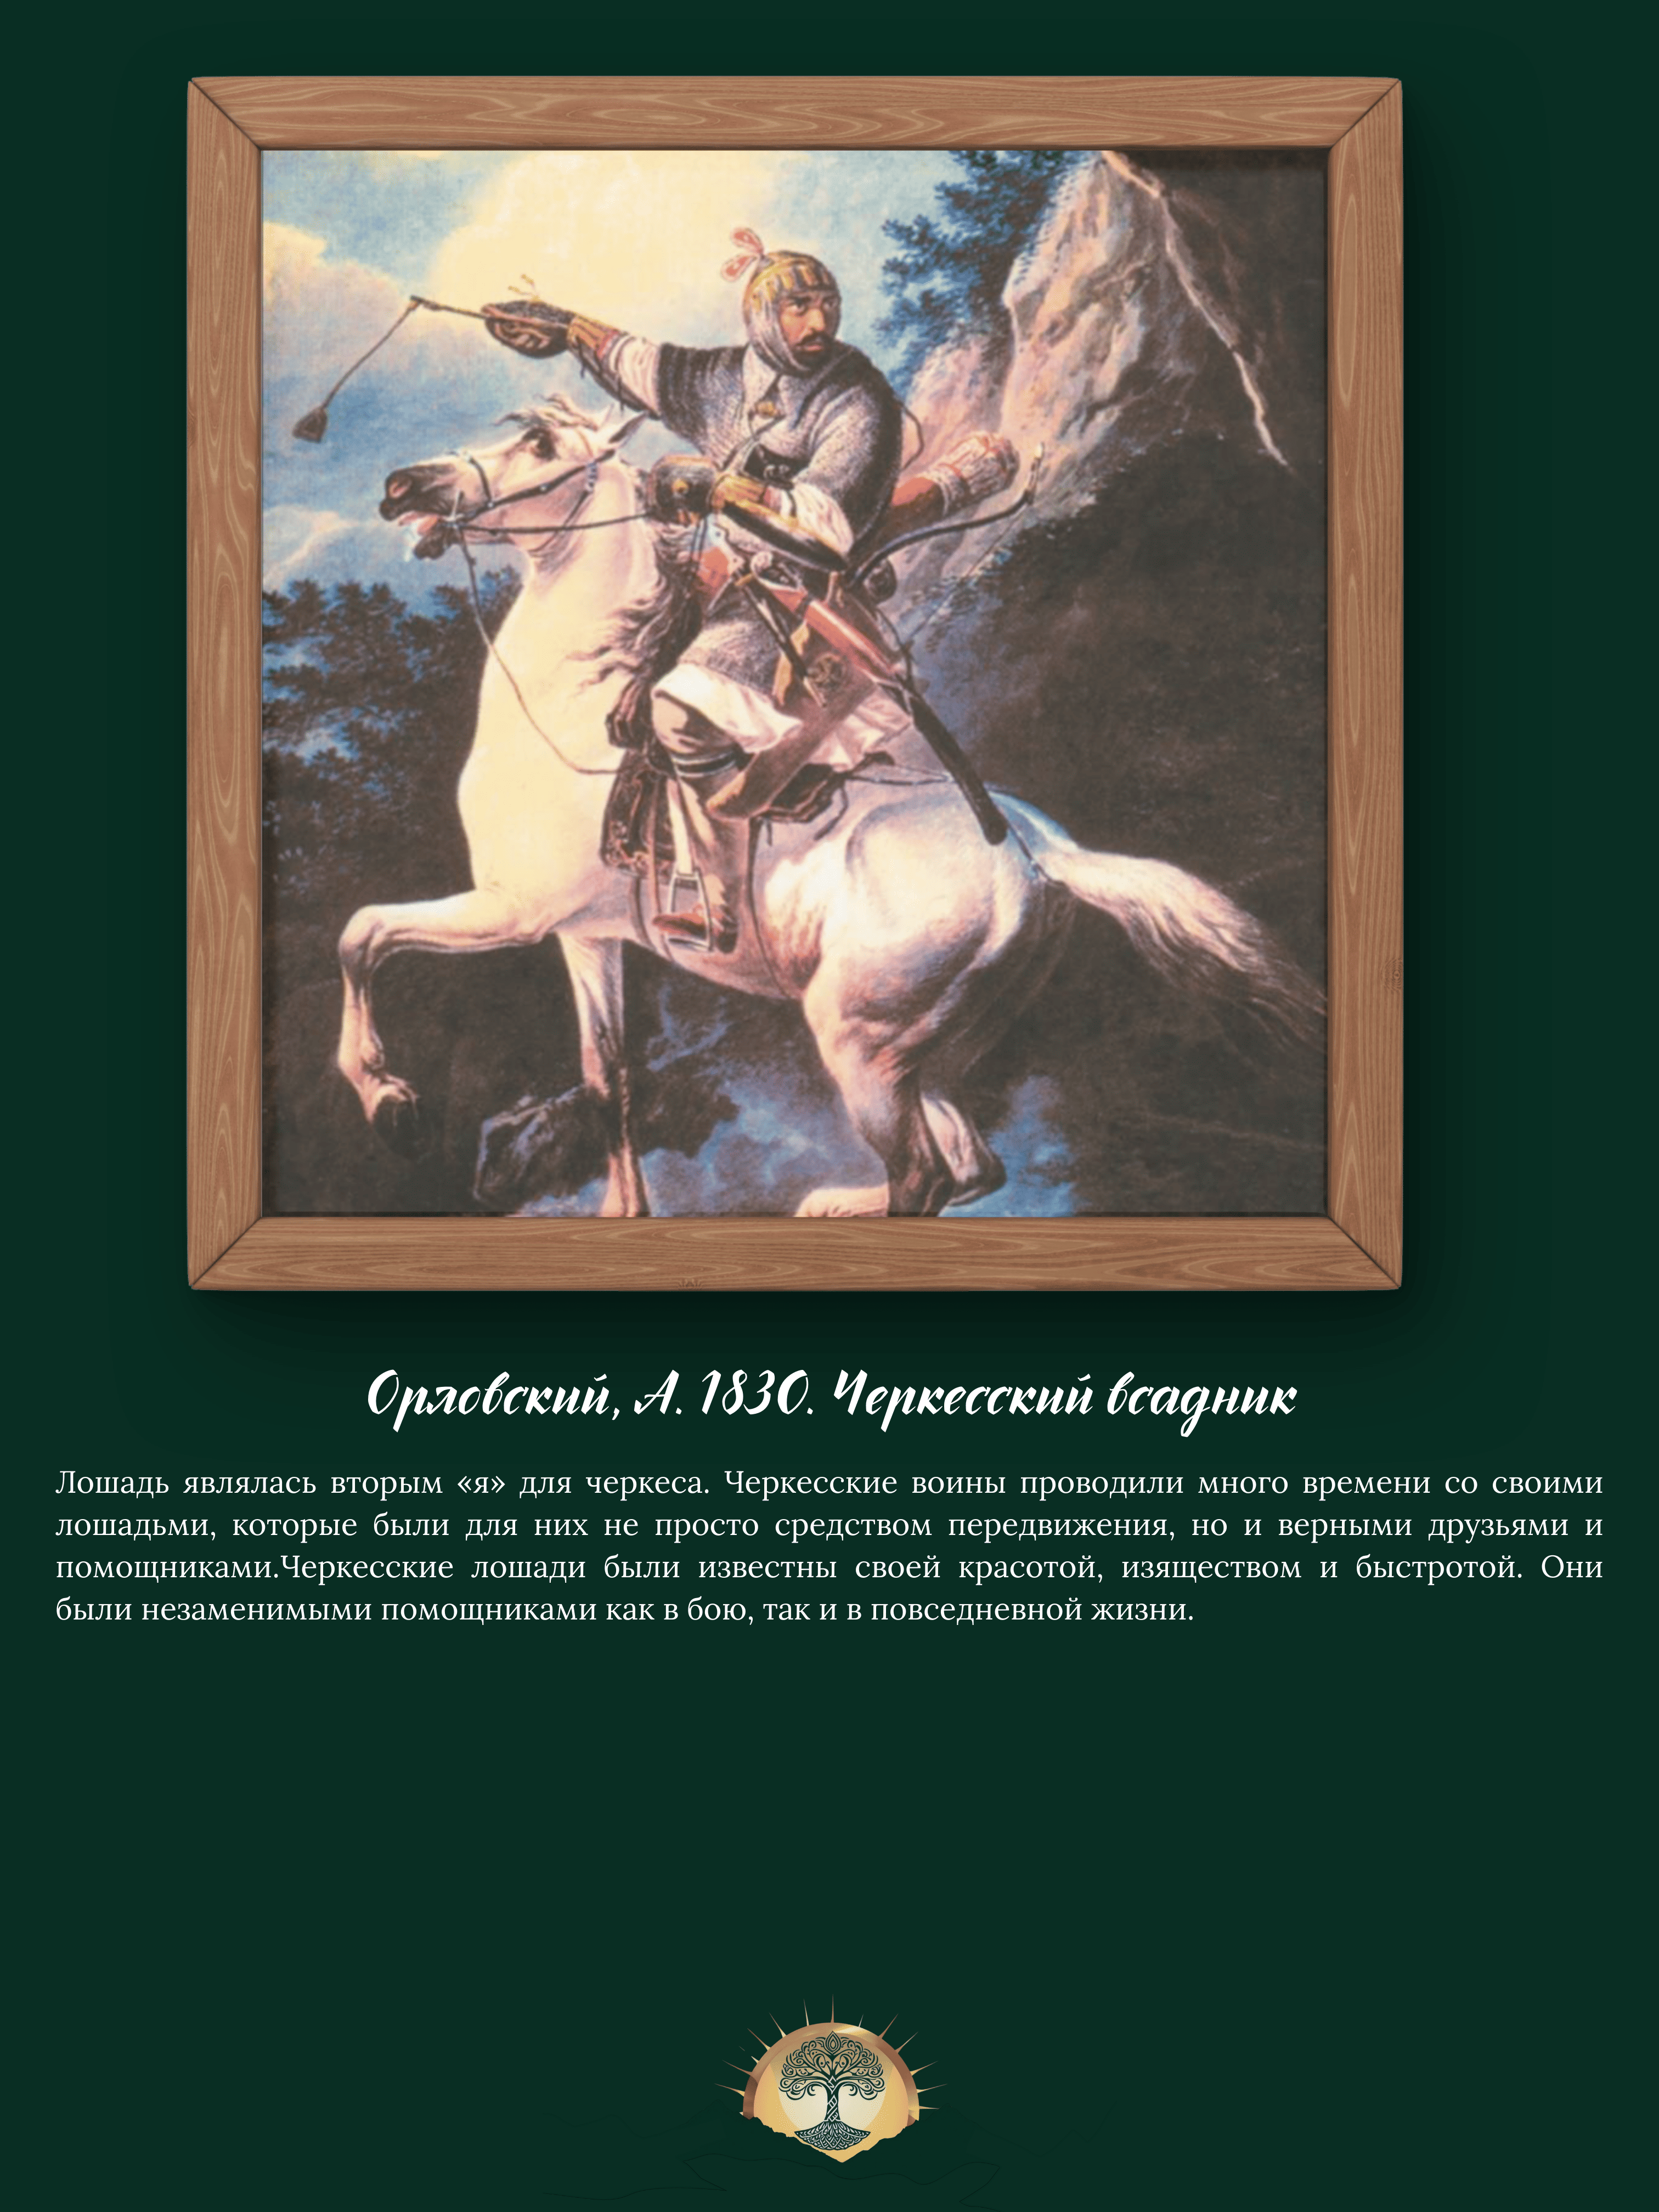 Орловский, А. 1830. Черкесский всадник
Лошадь являлась вторым «я» для черкеса. Черкесские воины проводили много времени со своими
лошадьми, которые были для них не просто средством передвижения, но и верными друзьями и
помощниками.Черкесские лошади были известны своей красотой, изяществом и быстротой. Они
были незаменимыми помощниками как в бою, так и в повседневной жизни.